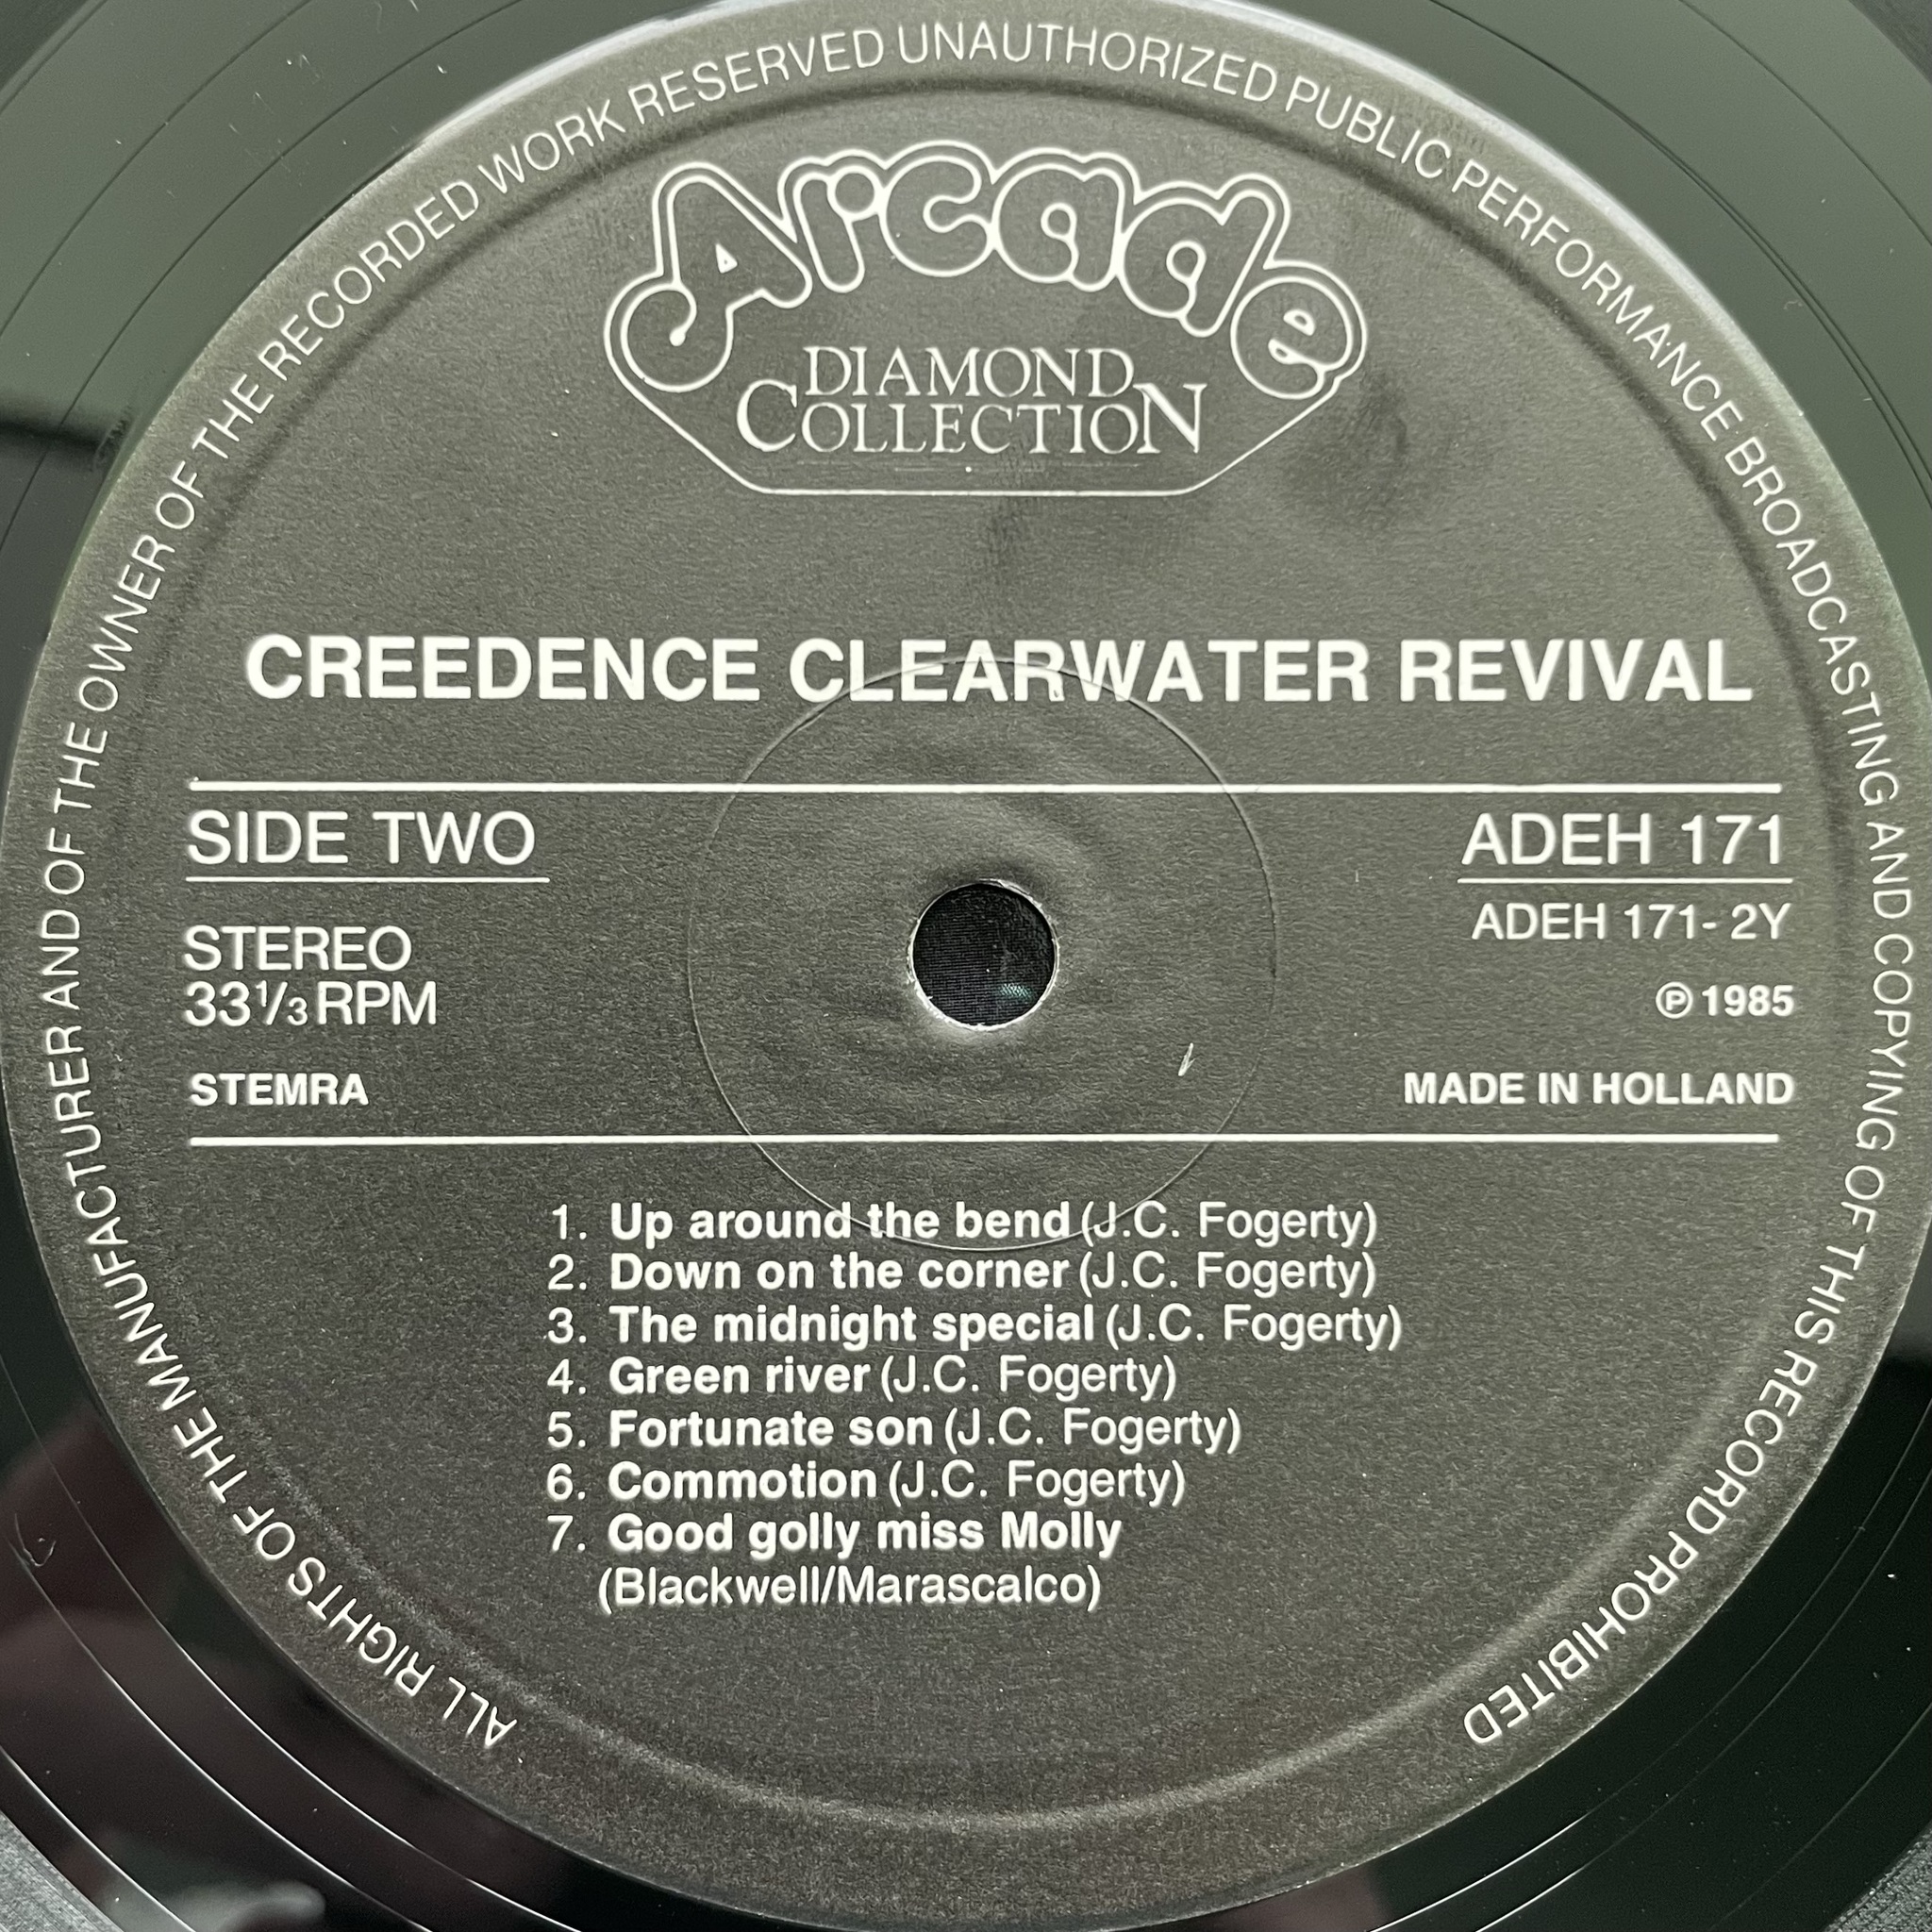 ALL RIGHTS OF THE MANUFACTURER AND OF THE OWNER OF THE RECORDED WORK RESERVED UNAUTHORIZED PUBLIC PERFORMANCE BROADCASTING AND COPYING OF THIS RECORD PROHIBITED
Arcade
DIAMOND
COLLECTION
CREEDENCE CLEARWATER REVIVAL
SIDE TWO
ADEH 171
ADEH 171-2Y
STEREO
33⅓ RPM
℗ 1985
STEMRA
MADE IN HOLLAND
1. Up around the bend (J.C. Fogerty)
2. Down on the corner (J.C. Fogerty)
3. The midnight special (J.C. Fogerty)
4. Green river (J.C. Fogerty)
5. Fortunate son (J.C. Fogerty)
6. Commotion (J.C. Fogerty)
7. Good golly miss Molly
(Blackwell/Marascalco)